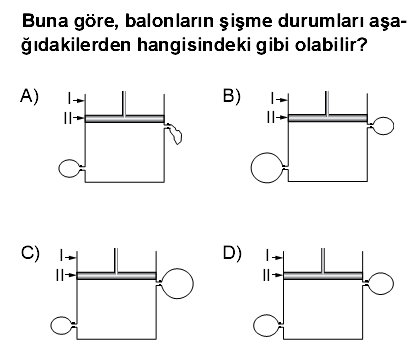 Buna göre, balonların şişme durumları aşa-
ğıdakilerden hangisindeki gibi olabilir?
A) I II
B) I II
C) I II
D) I II